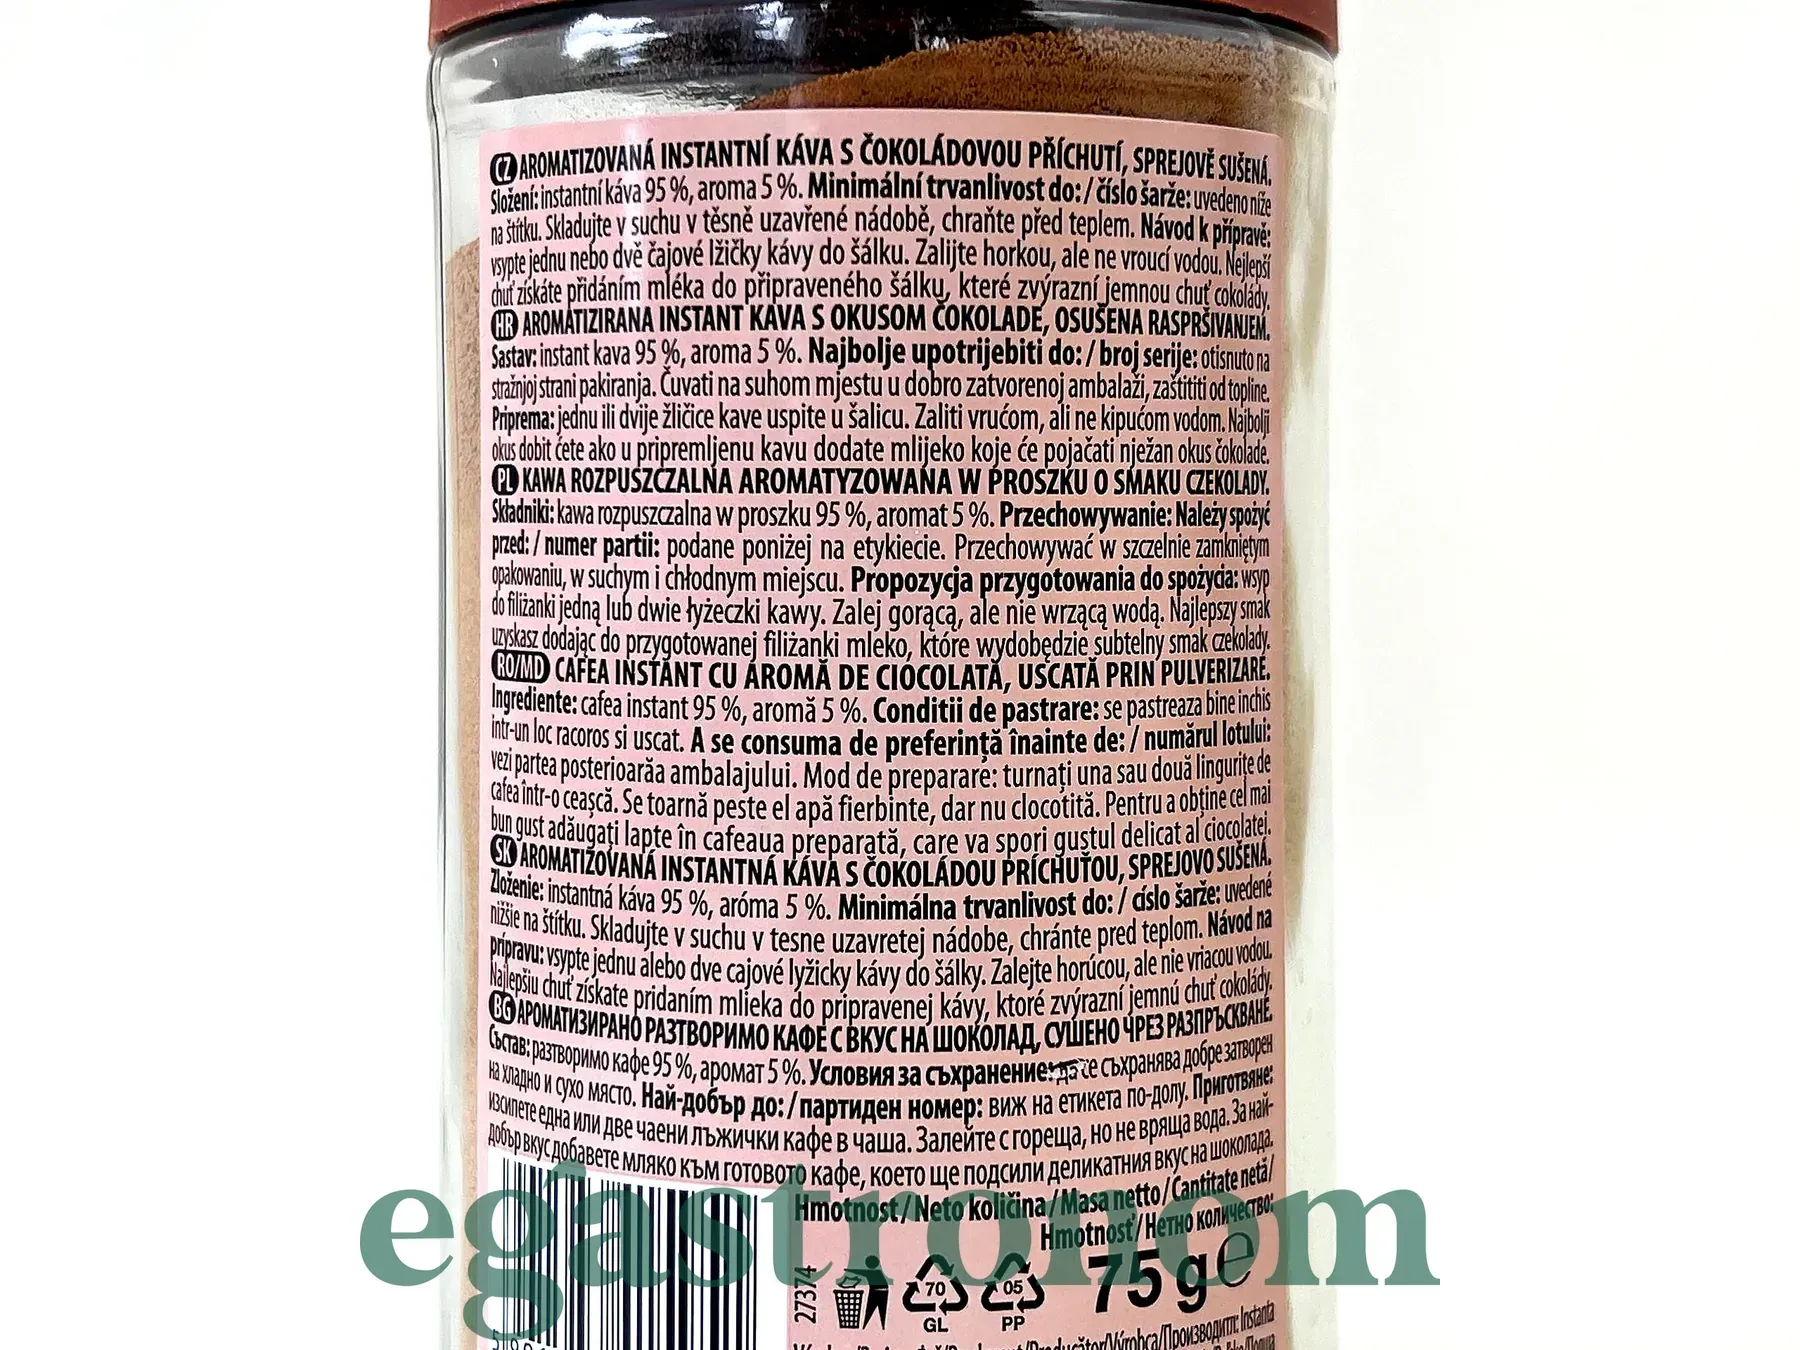 CZ AROMATIZOVANÁ INSTANTNÍ KÁVA S ČOKOLÁDOVOU PŘÍCHUTÍ, SPREJOVĚ SUŠENÁ.
Složení: instantní káva 95 %, aroma 5 %. Minimální trvanlivost do: / číslo šarže: uvedeno níže
na štítku. Skladujte v suchu v těsně uzavřené nádobě, chraňte před teplem. Návod k přípravě:
vsypte jednu nebo dvě čajové lžičky kávy do šálku. Zalijte horkou, ale ne vroucí vodou. Nejlepší
chuť získáte přidáním mléka do připraveného šálku, které zvýrazní jemnou chuť cokolády.
HR AROMATIZIRANA INSTANT KAVA S OKUSOM ČOKOLADE, OSUŠENA RASPRŠIVANJEM.
Sastav: instant kava 95 %, aroma 5 %. Najbolje upotrijebiti do: / broj serije: otisnuto na
stražnjoj strani pakiranja. Čuvati na suhom mjestu u dobro zatvorenoj ambalaži, zaštititi od topline.
Priprema: jednu ili dvije žličice kave uspite u šalicu. Zaliti vrućom, ali ne kipućom vodom. Najbolji
okus dobit ćete ako u pripremljenu kavu dodate mlijeko koje će pojačati nježan okus čokolade.
PL KAWA ROZPUSZCZALNA AROMATYZOWANA W PROSZKU O SMAKU CZEKOLADY.
Składniki: kawa rozpuszczalna w proszku 95 %, aromat 5 %. Przechowywanie: Należy spożyć
przed: / numer partii: podane poniżej na etykiecie. Przechowywać w szczelnie zamkniętym
opakowaniu, w suchym i chłodnym miejscu. Propozycja przygotowania do spożycia: wsyp
do filiżanki jedną lub dwie łyżeczki kawy. Zalej gorącą, ale nie wrzącą wodą. Najlepszy smak
uzyskasz dodając do przygotowanej filiżanki mleko, które wydobędzie subtelny smak czekolady.
RO/MD CAFEA INSTANT CU AROMĂ DE CIOCOLATĂ, USCATĂ PRIN PULVERIZARE.
Ingrediente: cafea instant 95 %, aromă 5 %. Conditii de pastrare: se pastreaza bine inchis
intr-un loc racoros si uscat. A se consuma de preferință înainte de: / numărul lotului:
vezi partea posterioarăa ambalajului. Mod de preparare: turnați una sau două lingurițe de
cafea într-o ceașcă. Se toarnă peste el apă fierbinte, dar nu clocotită. Pentru a obține cel mai
bun gust adăugați lapte în cafeaua preparată, care va spori gustul delicat al ciocolatei.
SK AROMATIZOVANÁ INSTANTNÁ KÁVA S ČOKOLÁDOU PRÍCHUŤOU, SPREJOVO SUŠENÁ.
Zloženie: instantná káva 95 %, aróma 5 %. Minimálna trvanlivost do: / císlo šarže: uvedené
nižšie na štítku. Skladujte v suchu v tesne uzavretej nádobe, chránte pred teplom. Návod na
prípravu: vsypte jednu alebo dve cajové lyžicky kávy do šálky. Zalejte horúcou, ale nie vriacou vodou.
Najlepšiu chuť získate pridaním mlieka do pripravenej kávy, ktoré zvýrazní jemnú chuť cokolády.
BG АРОМАТИЗИРАНО РАЗТВОРИМО КАФЕ С ВКУС НА ШОКОЛАД, СУШЕНО ЧРЕЗ РАЗПРЪСКВАНЕ.
Състав: разтворимо кафе 95 %, аромат 5 %. Условия за съхранение: да се съхранява добре затворен
на хладно и сухо място. Най-добър до: / партиден номер: виж на етикета по-долу. Приготвяне:
изсипете една или две чаени лъжички кафе в чаша. Залейте с гореща, но не вряща вода. За най-
добър вкус добавете мляко към готовото кафе, което ще подсили деликатния вкус на шоколада.
Hmotnost / Neto količina / Masa netto / Cantitate netă /
Hmotnosť / Нетно количество:
egastronom
27374
70
GL
05
PP
75 g e
Producător/Výrobca/Производител: Instanta